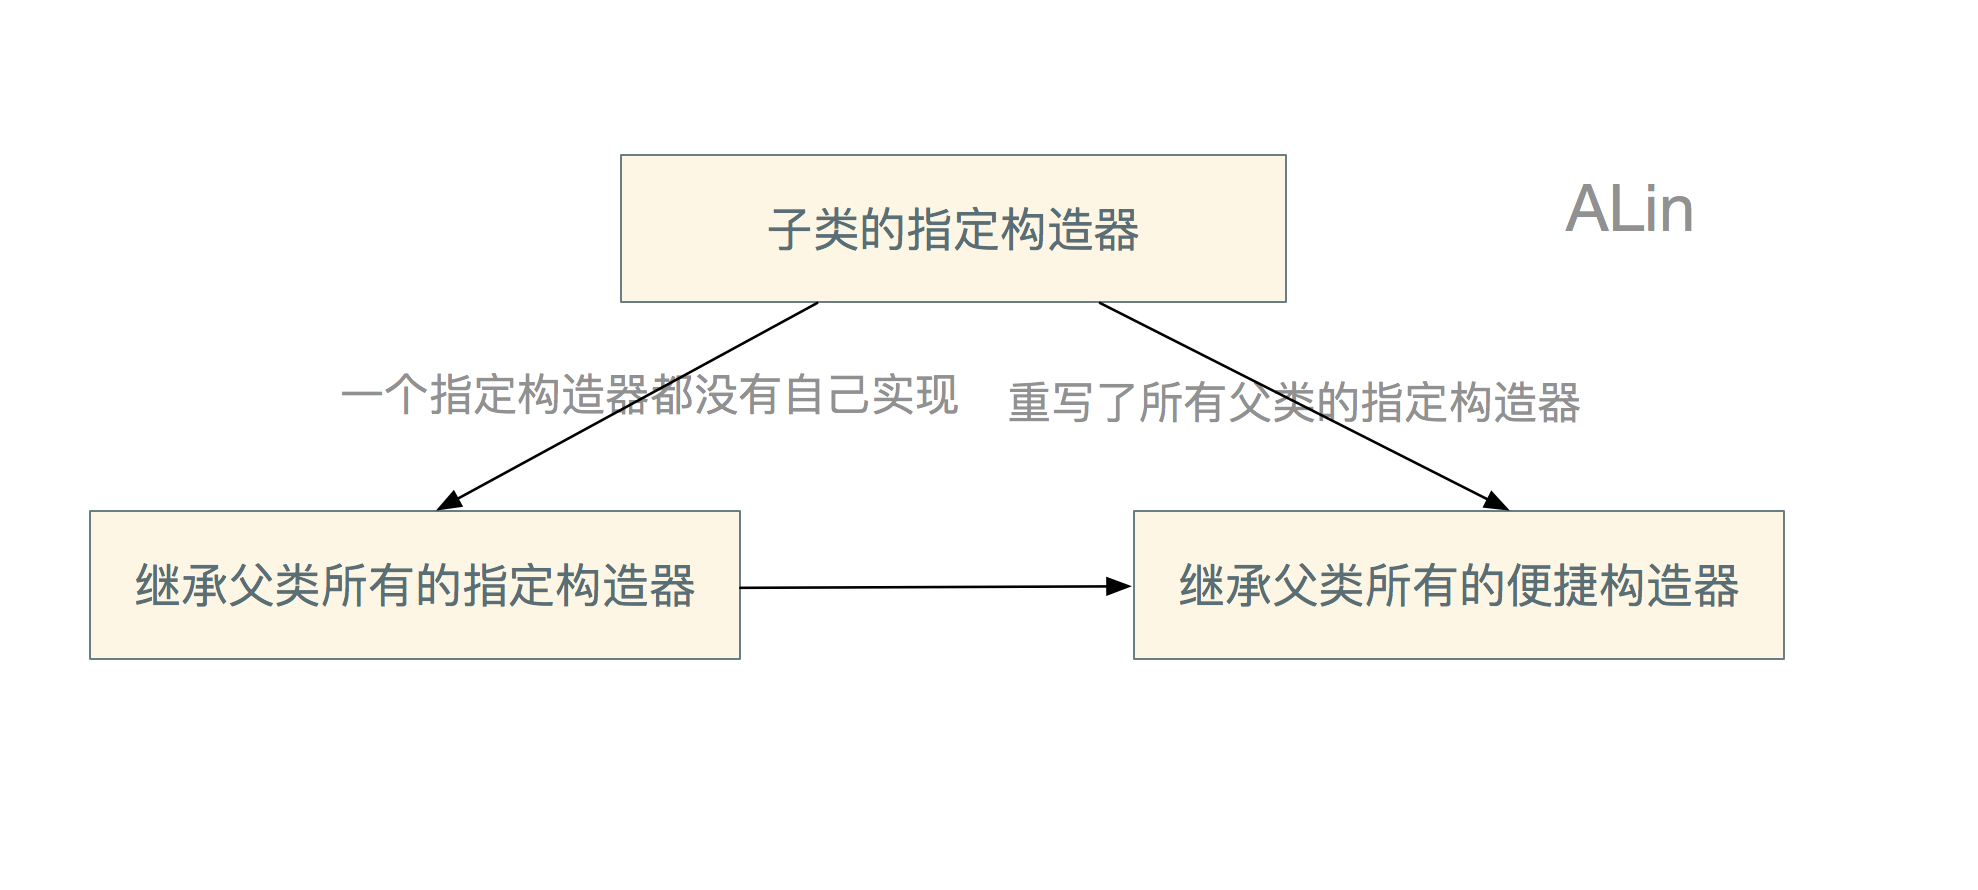 子类的指定构造器
ALin
一个指定构造器都没有自己实现
重写了所有父类的指定构造器
继承父类所有的指定构造器
继承父类所有的便捷构造器